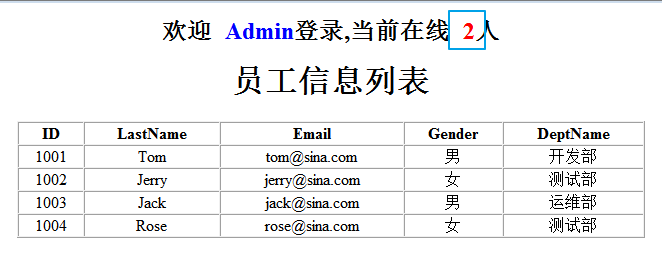 欢迎 Admin登录,当前在线 2人
员工信息列表
ID LastName Email Gender DeptName
1001 Tom tom@sina.com 男 开发部
1002 Jerry jerry@sina.com 女 测试部
1003 Jack jack@sina.com 男 运维部
1004 Rose rose@sina.com 女 测试部